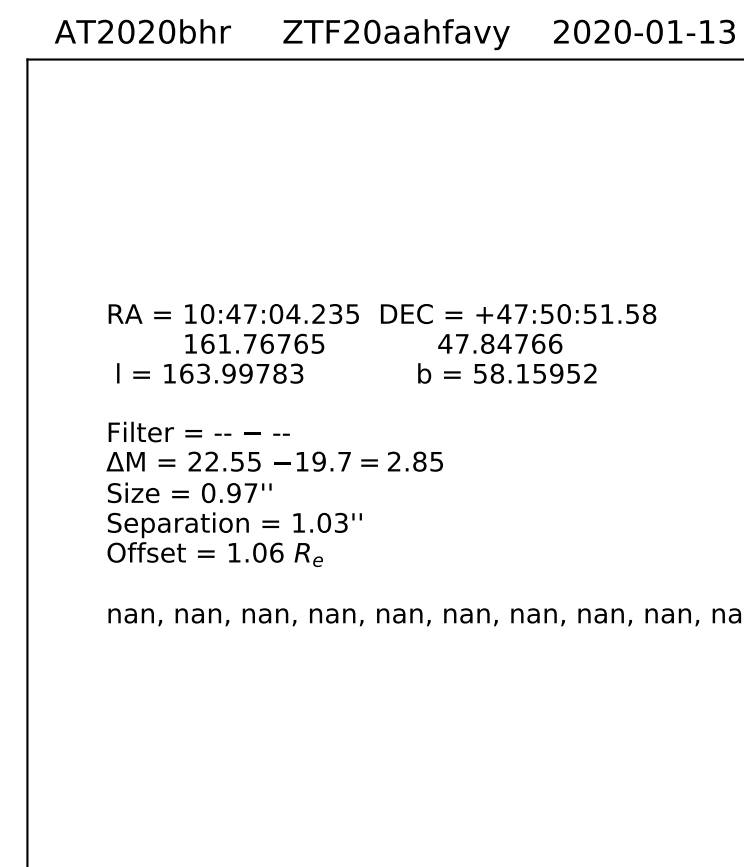 AT2020bhr ZTF20aahfavy 2020-01-13
RA = 10:47:04.235 DEC = +47:50:51.58
161.76765 47.84766
l = 163.99783 b = 58.15952
Filter = -- − --
ΔM = 22.55 −19.7 = 2.85
Size = 0.97''
Separation = 1.03''
Offset = 1.06 Re
nan, nan, nan, nan, nan, nan, nan, nan, nan, na